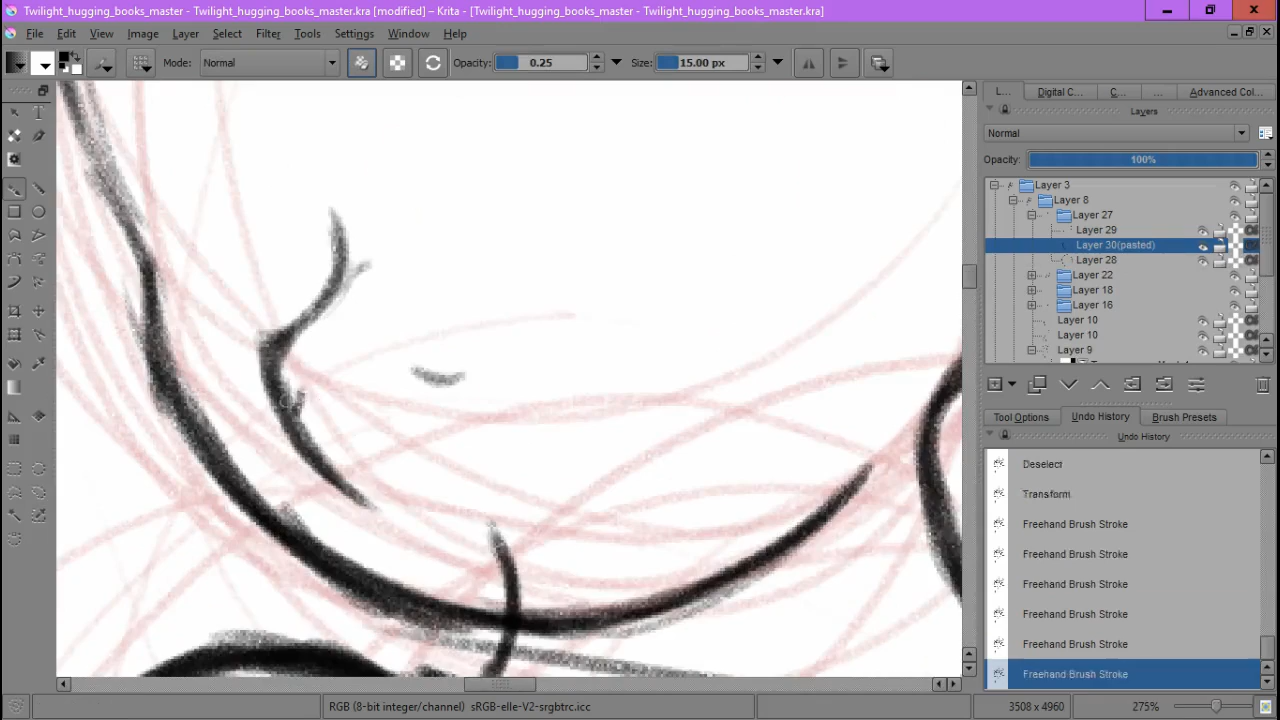 Twilight_hugging_books_master - Twilight_hugging_books_master.kra [modified] – Krita - [Twilight_hugging_books_master - Twilight_hugging_books_master.kra]
File Edit View Image Layer Select Filter Tools Settings Window Help
Mode: Normal Opacity: 0.25 Size: 15.00 px
L... Digital C... C... ... Advanced Col...
Layers
Normal
Opacity: 100%
Layer 3
Layer 8
Layer 27
Layer 29
Layer 30(pasted)
Layer 28
Layer 22
Layer 18
Layer 16
Layer 10
Layer 10
Layer 9
Tool Options Undo History Brush Presets
Undo History
Deselect
Transform
Freehand Brush Stroke
Freehand Brush Stroke
Freehand Brush Stroke
Freehand Brush Stroke
Freehand Brush Stroke
Freehand Brush Stroke
RGB (8-bit integer/channel) sRGB-elle-V2-srgbtrc.icc 3508 x 4960 275%